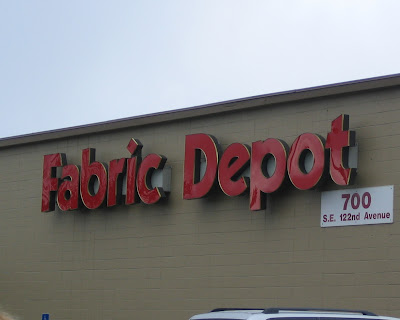 Fabric Depot
700
S.E. 122nd Avenue